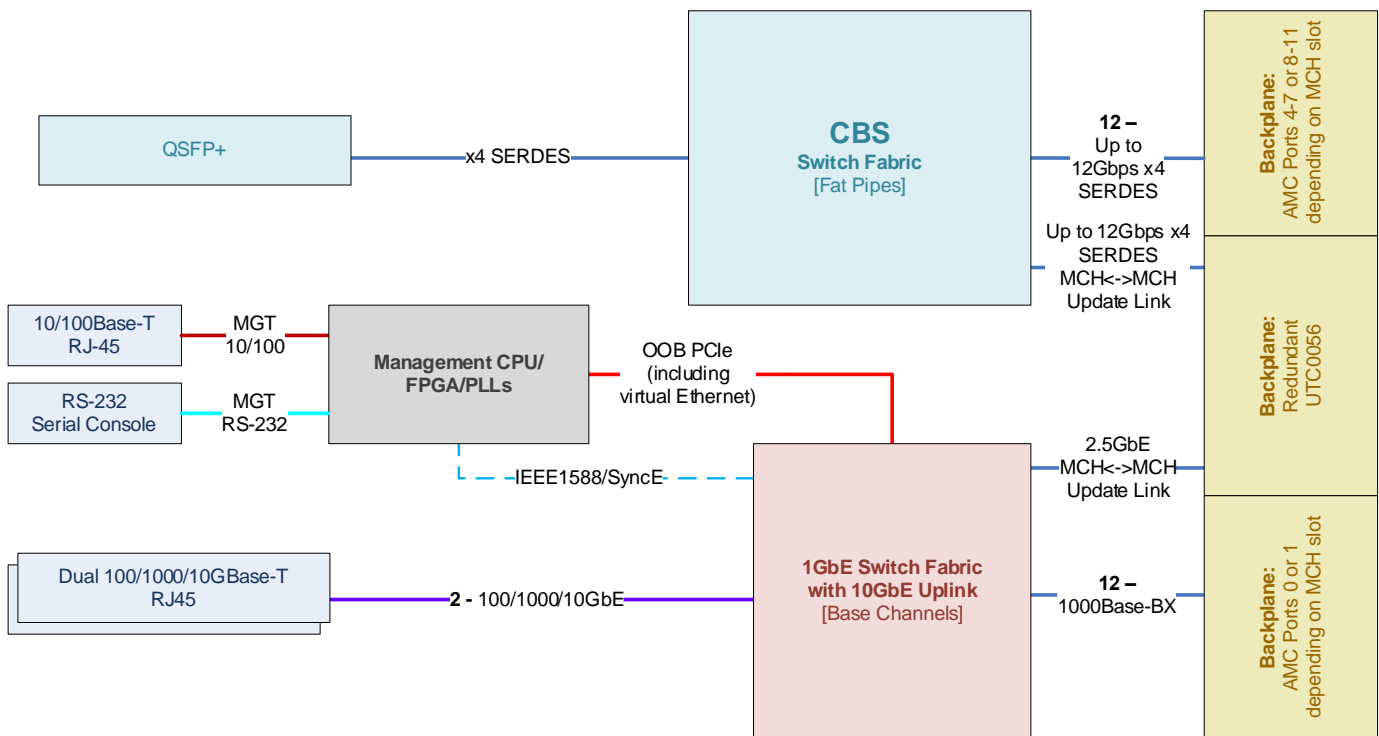 QSFP+
x4 SERDES
CBS
Switch Fabric
[Fat Pipes]
12 –
Up to
12Gbps x4
SERDES
Backplane:
AMC Ports 4-7 or 8-11
depending on MCH slot
Up to 12Gbps x4
SERDES
MCH<->MCH
Update Link
10/100Base-T
RJ-45
MGT
10/100
RS-232
Serial Console
MGT
RS-232
Management CPU/
FPGA/PLLs
OOB PCIe
(including
virtual Ethernet)
Backplane:
Redundant
UTC0056
IEEE1588/SyncE
2.5GbE
MCH<->MCH
Update Link
Dual 100/1000/10GBase-T
RJ45
2 - 100/1000/10GbE
1GbE Switch Fabric
with 10GbE Uplink
[Base Channels]
12 –
1000Base-BX
Backplane:
AMC Ports 0 or 1
depending on MCH slot